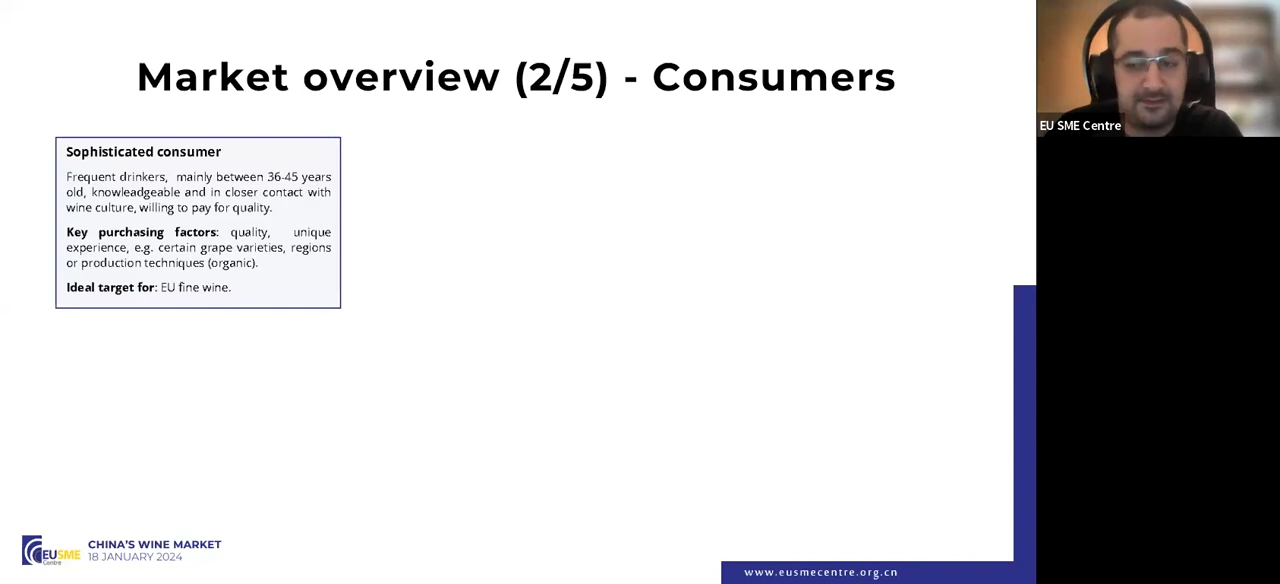 Market overview (2/5) - Consumers
EU SME Centre
Sophisticated consumer
Frequent drinkers, mainly between 36-45 years
old, knowleadgeable and in closer contact with
wine culture, willing to pay for quality.
Key purchasing factors: quality, unique
experience, e.g. certain grape varieties, regions
or production techniques (organic).
Ideal target for: EU fine wine.
EUSME
Centre
CHINA'S WINE MARKET
18 JANUARY 2024
www.eusmecentre.org.cn